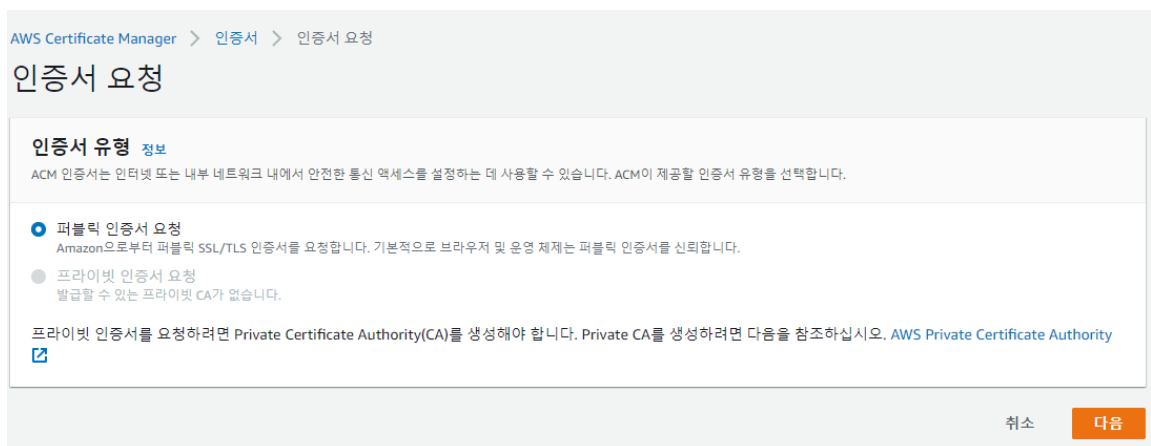 AWS Certificate Manager > 인증서 > 인증서 요청
인증서 요청
인증서 유형 정보
ACM 인증서는 인터넷 또는 내부 네트워크 내에서 안전한 통신 액세스를 설정하는 데 사용할 수 있습니다. ACM이 제공할 인증서 유형을 선택합니다.
퍼블릭 인증서 요청
Amazon으로부터 퍼블릭 SSL/TLS 인증서를 요청합니다. 기본적으로 브라우저 및 운영 체제는 퍼블릭 인증서를 신뢰합니다.
프라이빗 인증서 요청
발급할 수 있는 프라이빗 CA가 없습니다.
프라이빗 인증서를 요청하려면 Private Certificate Authority(CA)를 생성해야 합니다. Private CA를 생성하려면 다음을 참조하십시오. AWS Private Certificate Authority
취소 다음